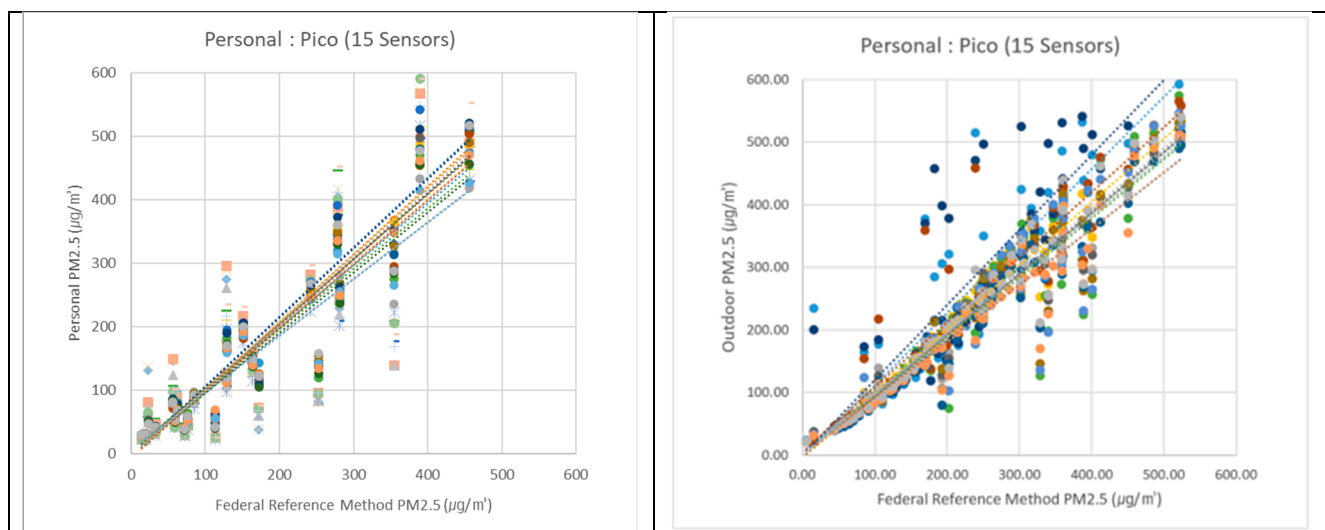 Personal : Pico (15 Sensors)
600
500
400
300
200
100
0
Personal PM2.5 (µg/m³)
0 100 200 300 400 500 600
Federal Reference Method PM2.5 (µg/m³)
Personal : Pico (15 Sensors)
600.00
500.00
400.00
300.00
200.00
100.00
0.00
Outdoor PM2.5 (µg/m³)
0.00 100.00 200.00 300.00 400.00 500.00 600.00
Federal Reference Method PM2.5 (µg/m³)